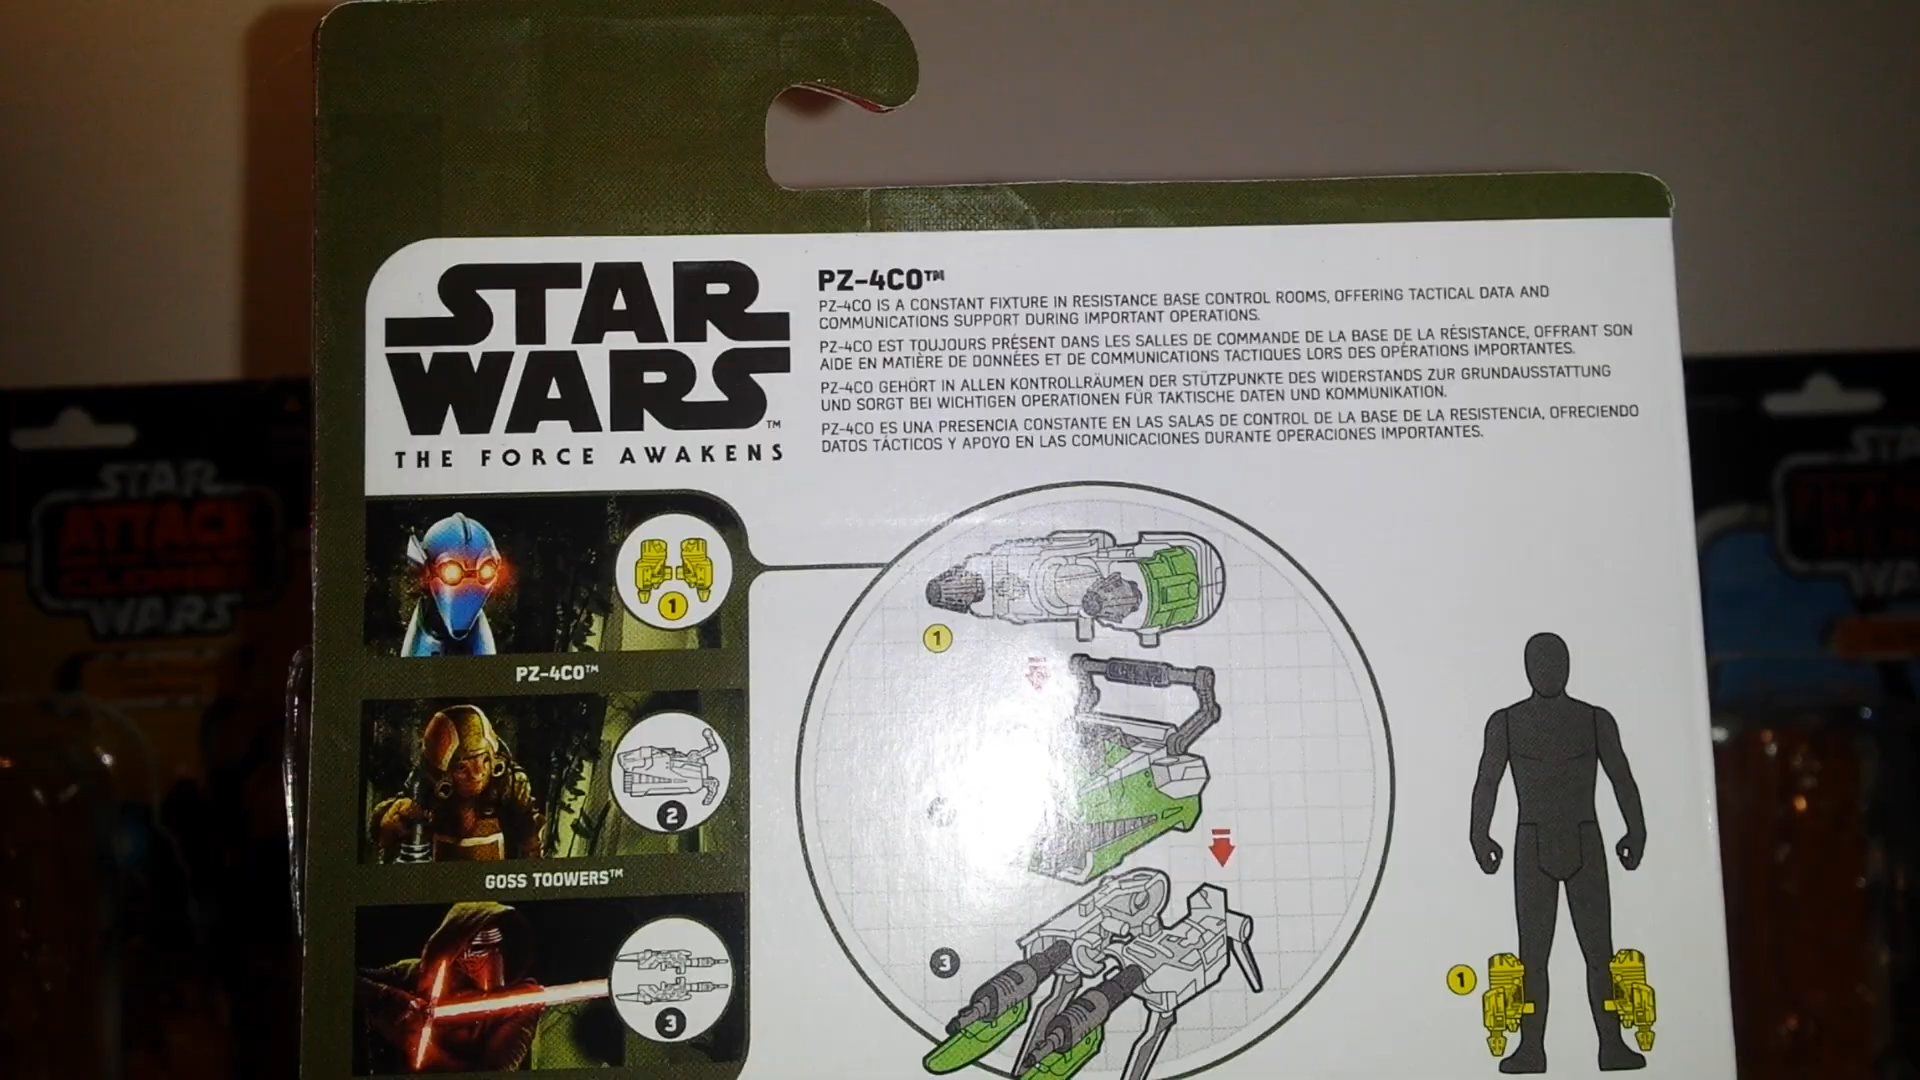 STAR
WARS™
THE FORCE AWAKENS
PZ-4CO™
PZ-4CO IS A CONSTANT FIXTURE IN RESISTANCE BASE CONTROL ROOMS, OFFERING TACTICAL DATA AND
COMMUNICATIONS SUPPORT DURING IMPORTANT OPERATIONS.
PZ-4CO EST TOUJOURS PRÉSENT DANS LES SALLES DE COMMANDE DE LA BASE DE LA RÉSISTANCE, OFFRANT SON
AIDE EN MATIÈRE DE DONNÉES ET DE COMMUNICATIONS TACTIQUES LORS DES OPÉRATIONS IMPORTANTES.
PZ-4CO GEHÖRT IN ALLEN KONTROLLRÄUMEN DER STÜTZPUNKTE DES WIDERSTANDS ZUR GRUNDAUSSTATTUNG
UND SORGT BEI WICHTIGEN OPERATIONEN FÜR TAKTISCHE DATEN UND KOMMUNIKATION.
PZ-4CO ES UNA PRESENCIA CONSTANTE EN LAS SALAS DE CONTROL DE LA BASE DE LA RESISTENCIA, OFRECIENDO
DATOS TÁCTICOS Y APOYO EN LAS COMUNICACIONES DURANTE OPERACIONES IMPORTANTES.
1
PZ-4CO™
2
GOSS TOOWERS™
3
1
3
1
STAR
ATTACK
CLONES
WARS
STA
WA